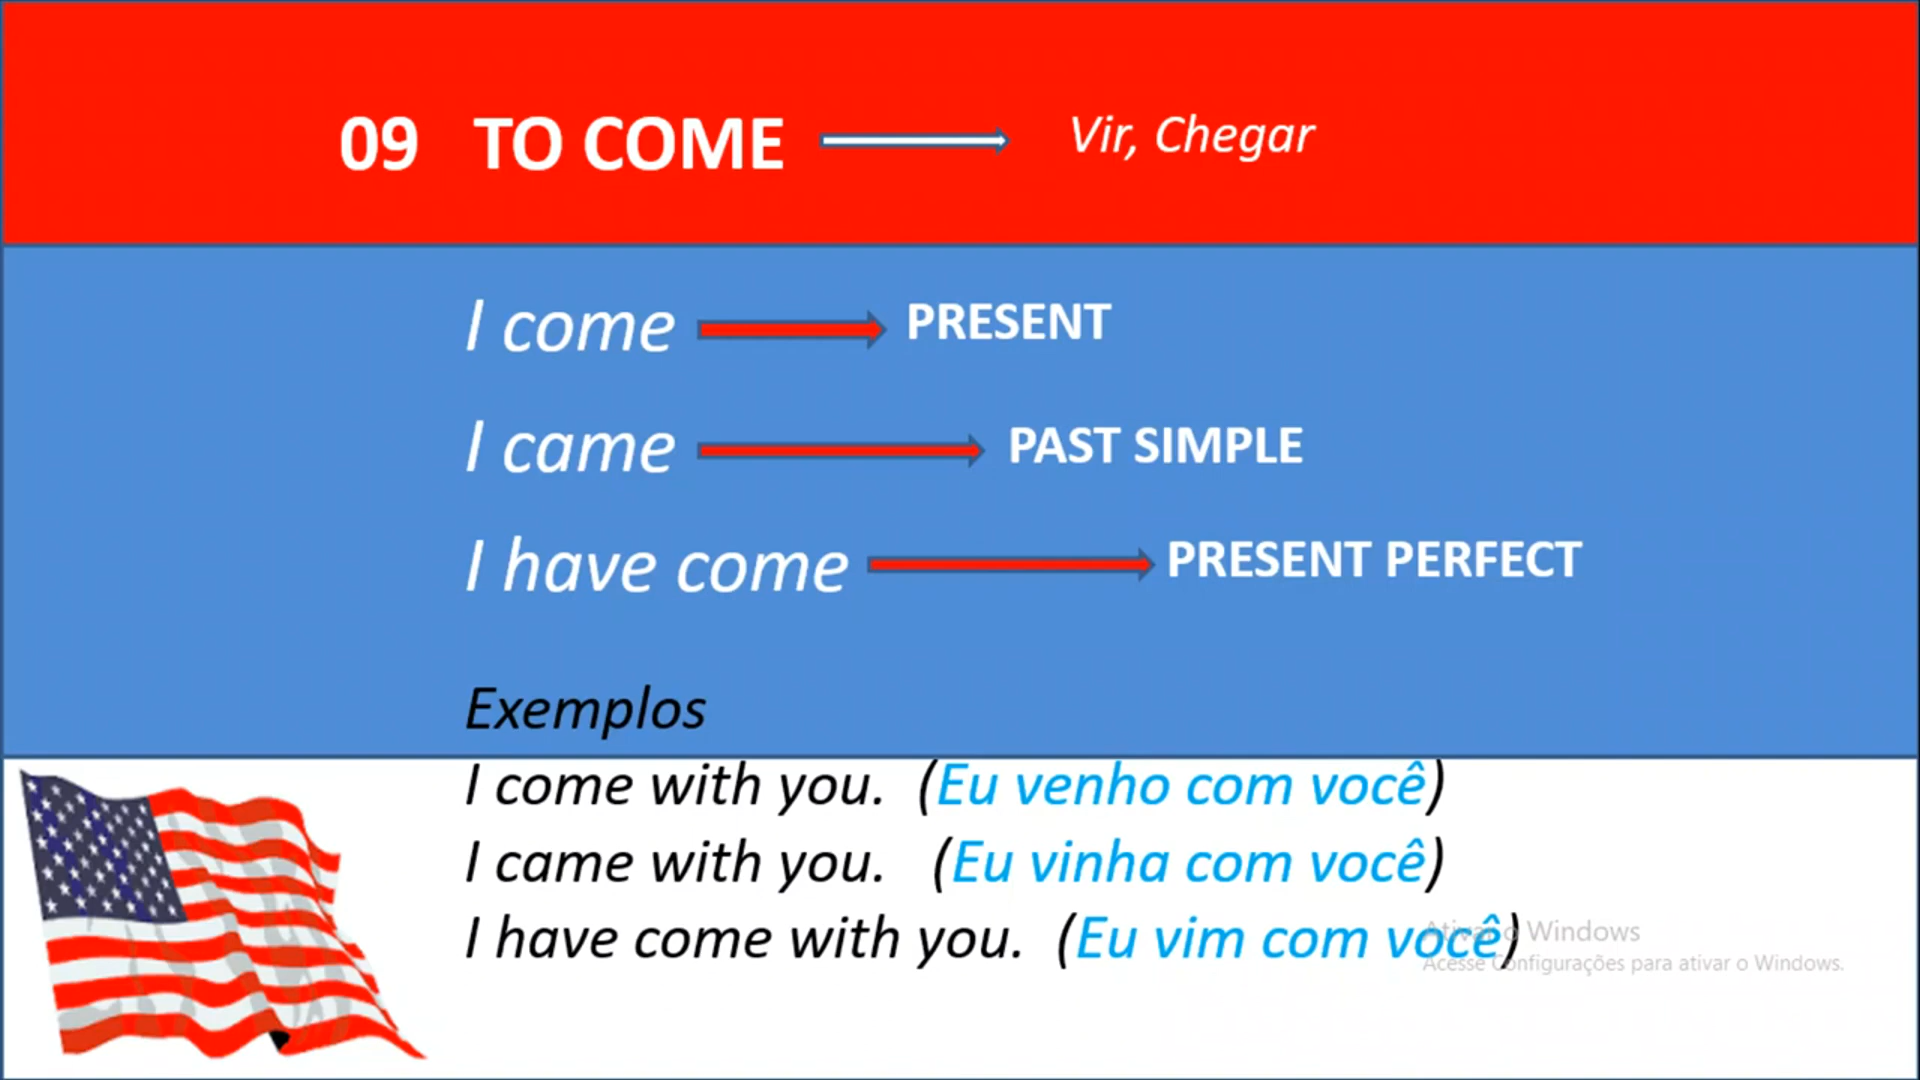 09 TO COME Vir, Chegar
I come PRESENT
I came PAST SIMPLE
I have come PRESENT PERFECT
Exemplos
I come with you. (Eu venho com você)
I came with you. (Eu vinha com você)
I have come with you. (Eu vim com você)
Ativar o Windows
Acesse Configurações para ativar o Windows.